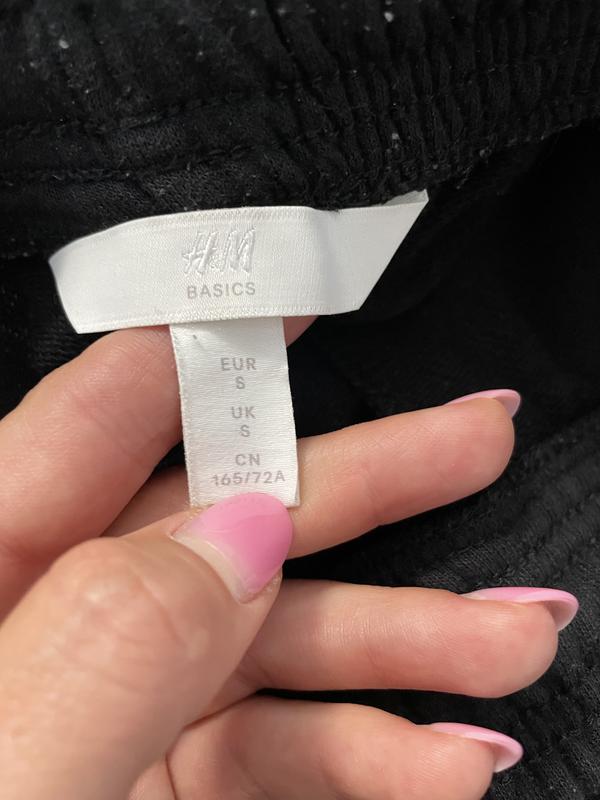 H&M
BASICS
EUR
S
UK
S
CN
165/72A